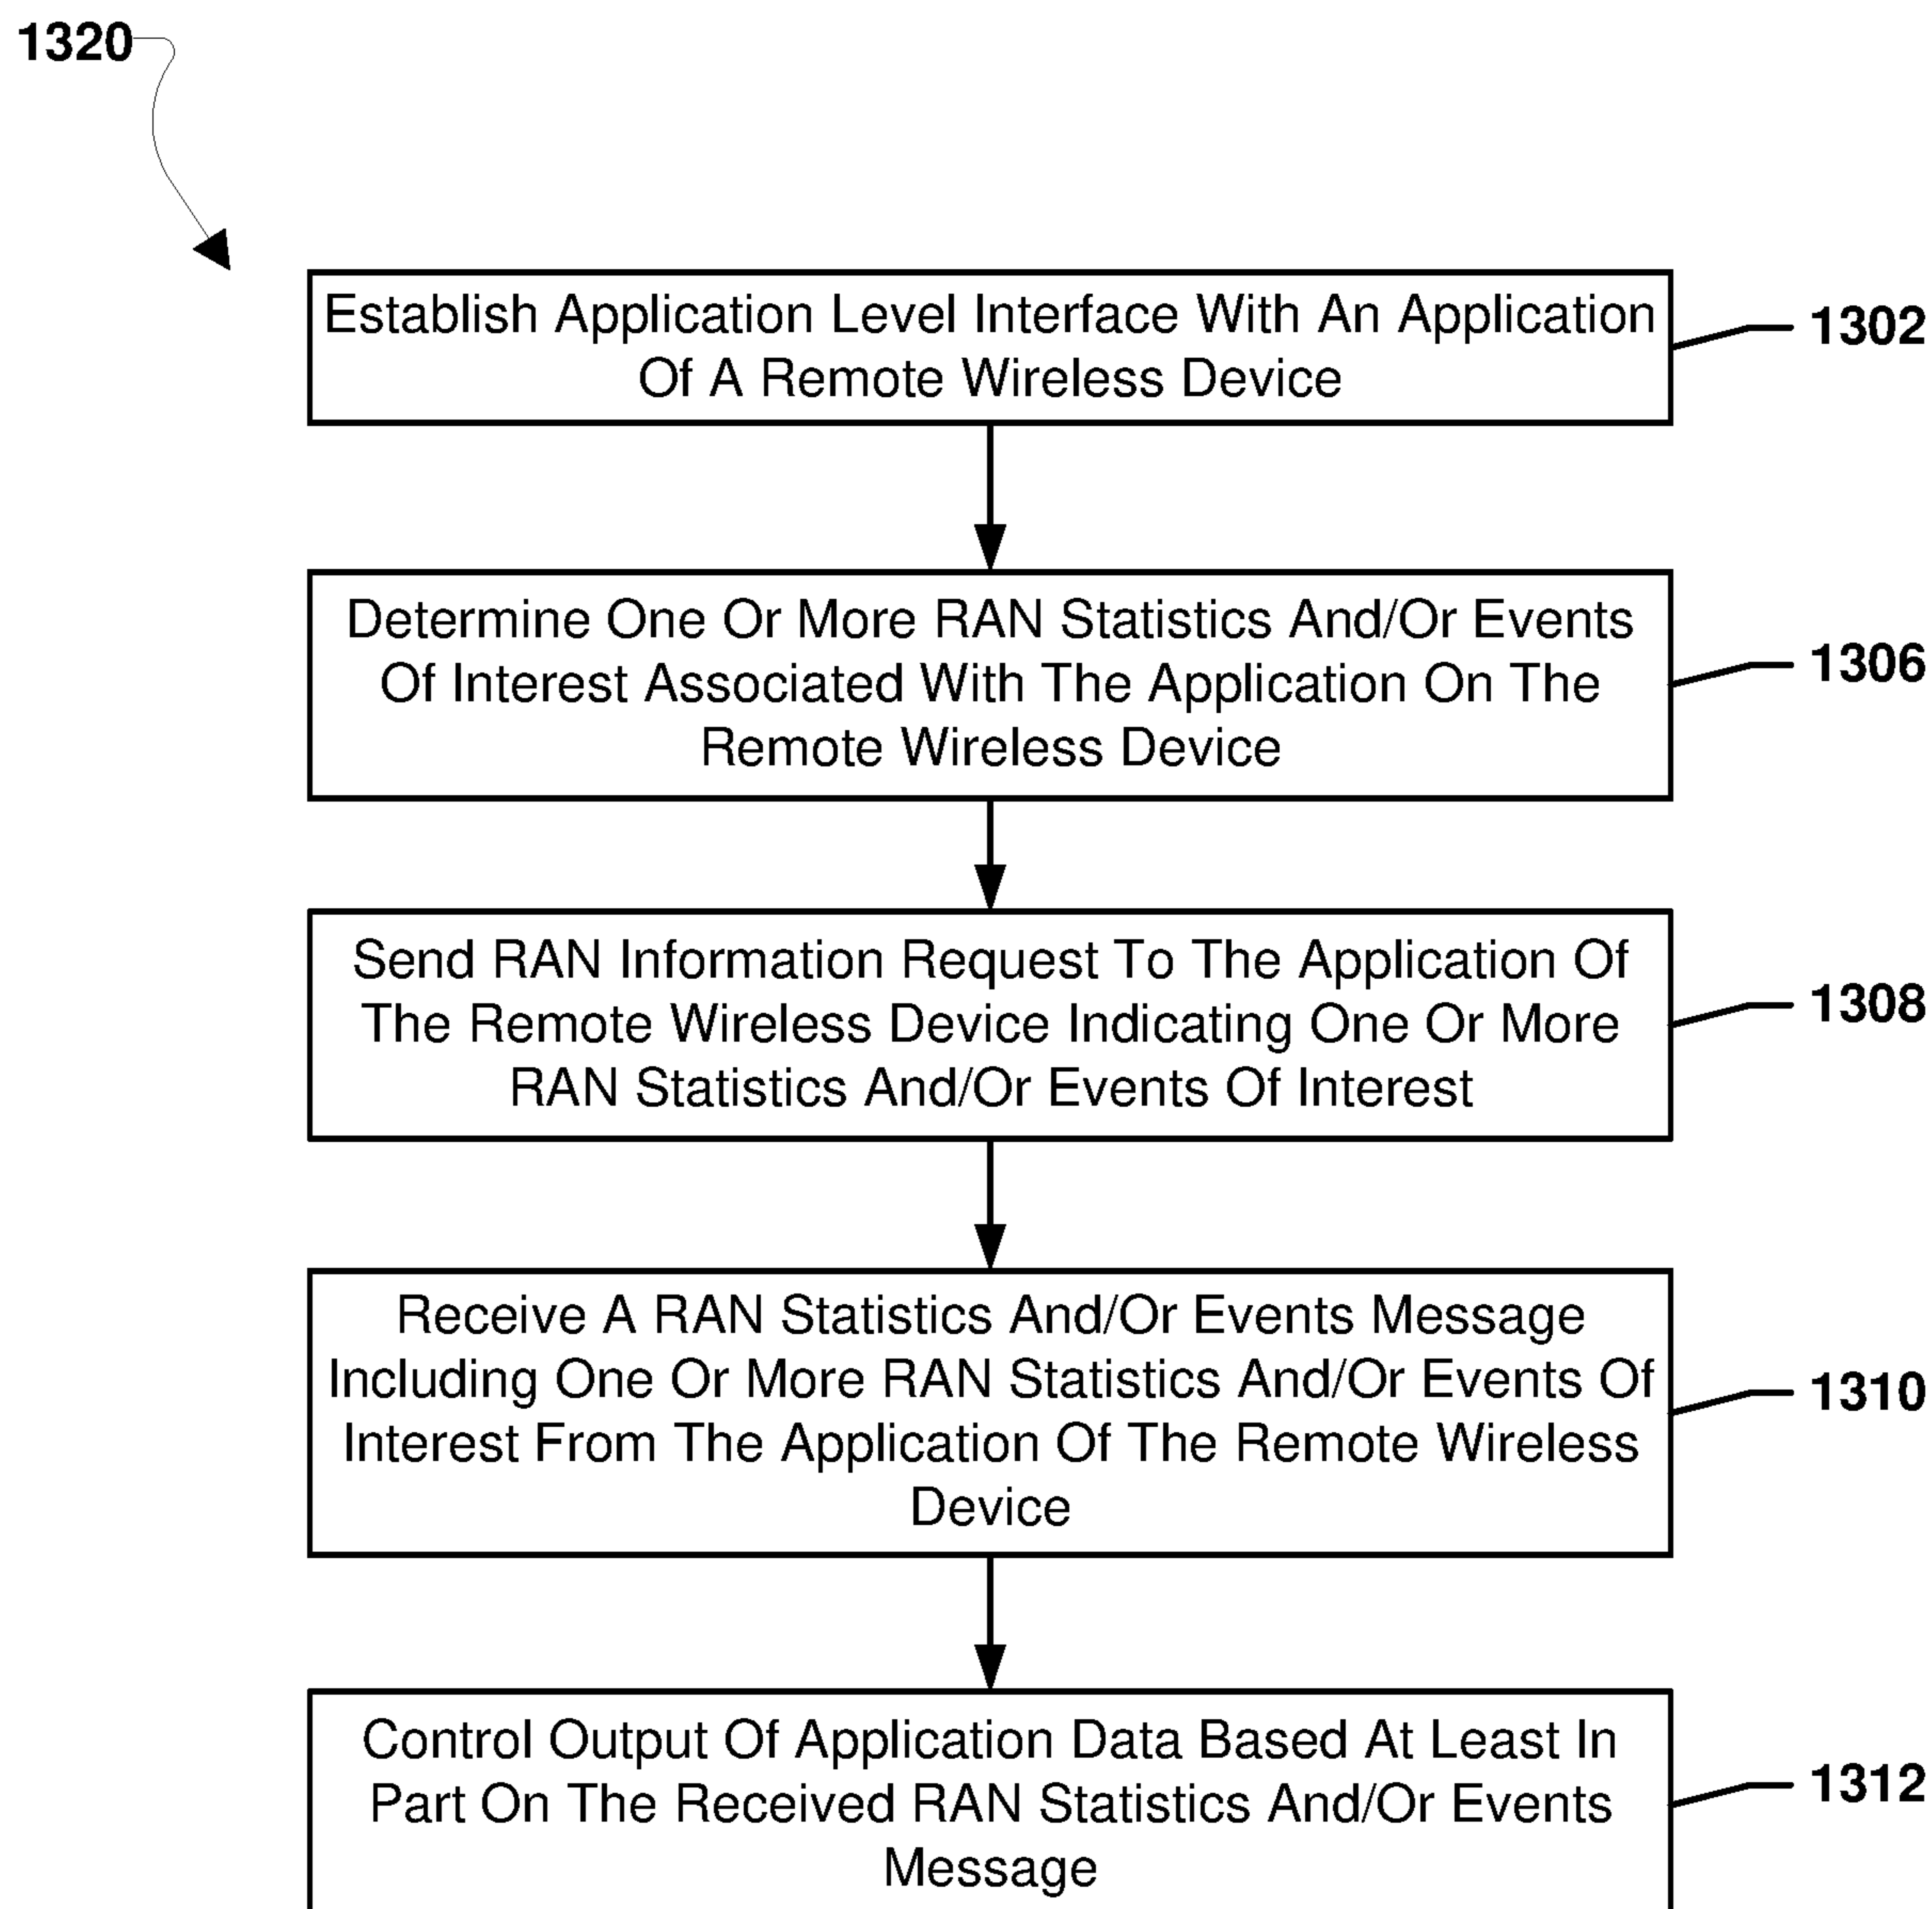 1320
Establish Application Level Interface With An Application
Of A Remote Wireless Device
1302
Determine One Or More RAN Statistics And/Or Events
Of Interest Associated With The Application On The
Remote Wireless Device
1306
Send RAN Information Request To The Application Of
The Remote Wireless Device Indicating One Or More
RAN Statistics And/Or Events Of Interest
1308
Receive A RAN Statistics And/Or Events Message
Including One Or More RAN Statistics And/Or Events Of
Interest From The Application Of The Remote Wireless
Device
1310
Control Output Of Application Data Based At Least In
Part On The Received RAN Statistics And/Or Events
Message
1312